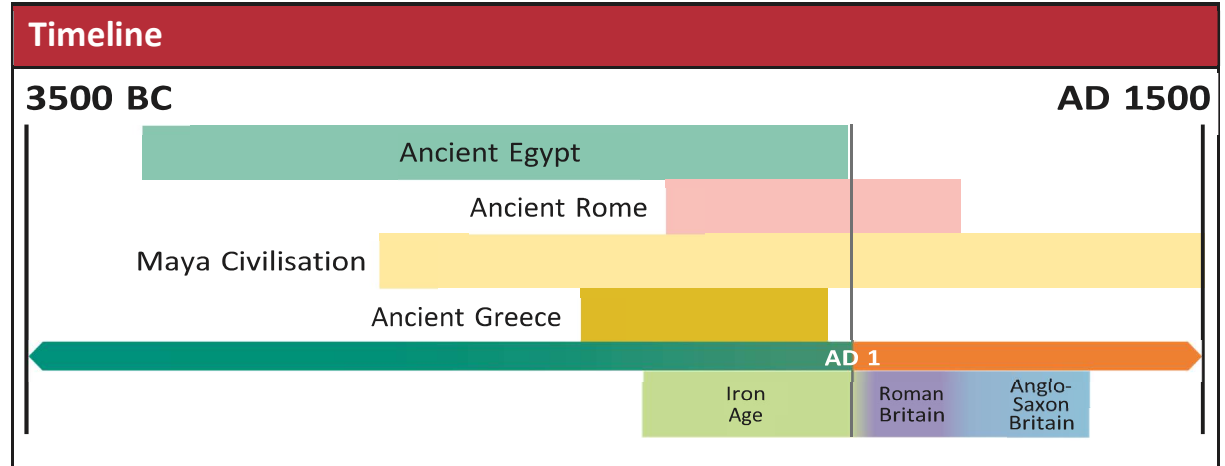 Timeline
3500 BC
AD 1500
Ancient Egypt
Ancient Rome
Maya Civilisation
Ancient Greece
AD 1
Iron
Age
Roman
Britain
Anglo-
Saxon
Britain